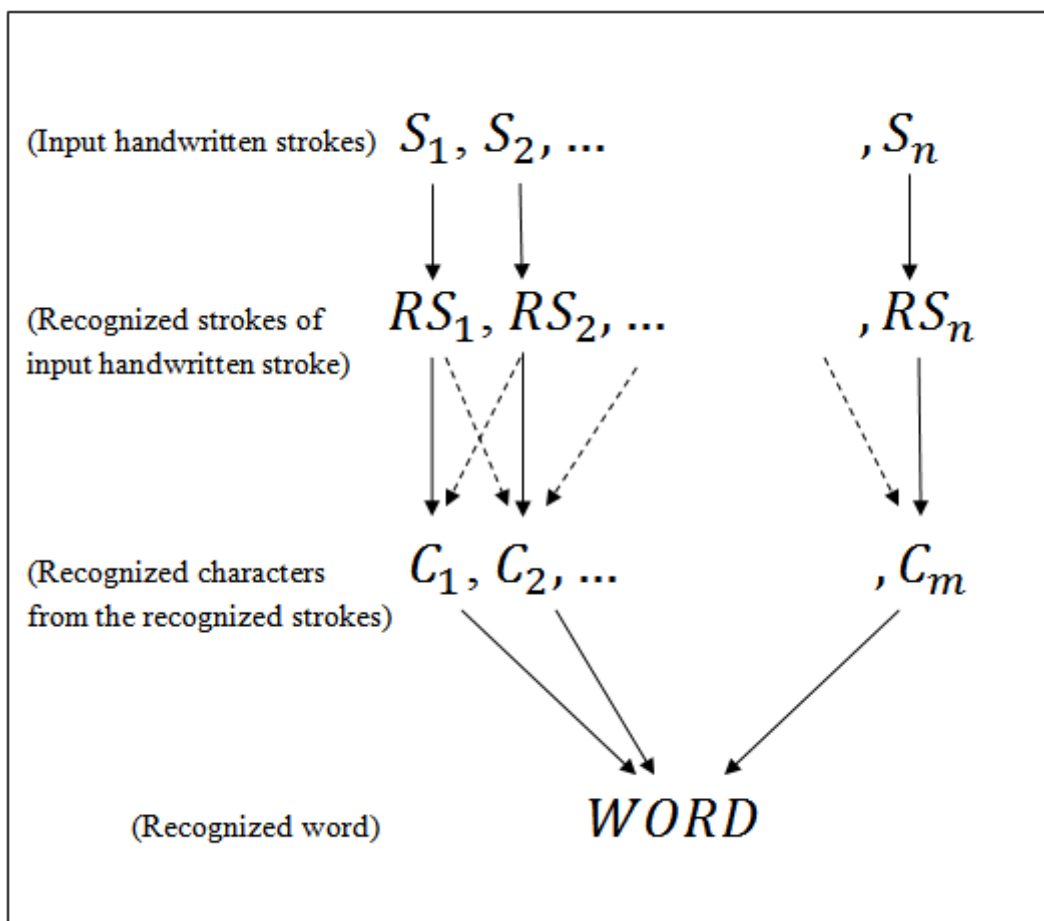 (Input handwritten strokes) S₁, S₂, ... , Sₙ
(Recognized strokes of RS₁, RS₂, ... , RSₙ
input handwritten stroke)
(Recognized characters C₁, C₂, ... , Cₘ
from the recognized strokes)
(Recognized word) WORD